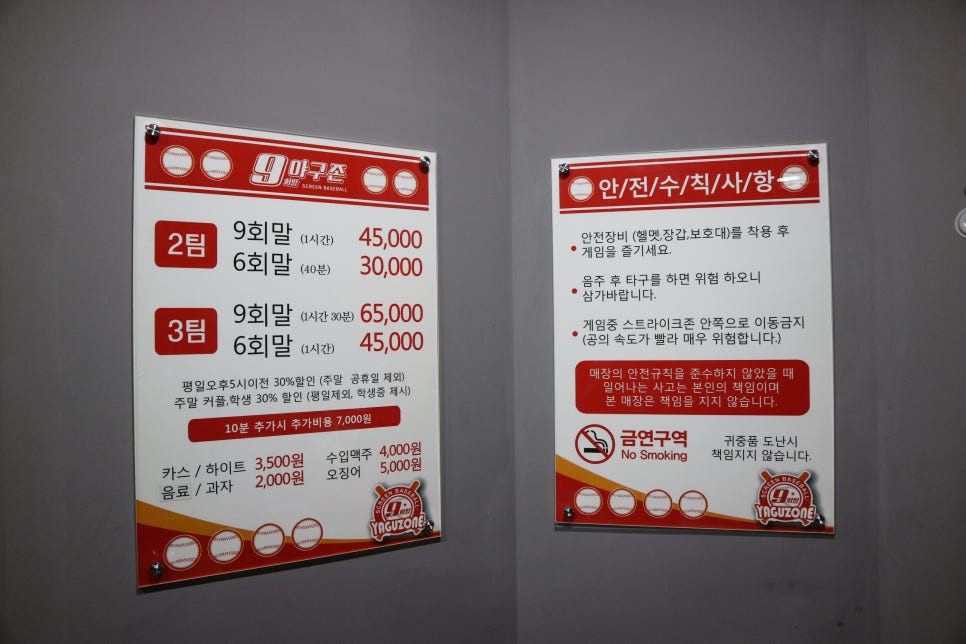 9회말 야구존
SCREEN BASEBALL
2팀
9회말 (1시간) 45,000
6회말 (40분) 30,000
3팀
9회말 (1시간 30분) 65,000
6회말 (1시간) 45,000
평일오후5시이전 30%할인 (주말 공휴일 제외)
주말 커플,학생 30% 할인 (평일제외, 학생증 제시)
10분 추가시 추가비용 7,000원
카스 / 하이트 3,500원 수입맥주 4,000원
음료 / 과자 2,000원 오징어 5,000원
SCREEN BASEBALL
9회말
YAGUZONE
안/전/수/칙/사/항
• 안전장비 (헬멧,장갑,보호대)를 착용 후
게임을 즐기세요.
• 음주 후 타구를 하면 위험 하오니
삼가바랍니다.
• 게임중 스트라이크존 안쪽으로 이동금지
(공의 속도가 빨라 매우 위험합니다.)
매장의 안전규칙을 준수하지 않았을 때
일어나는 사고는 본인의 책임이며
본 매장은 책임을 지지 않습니다.
금연구역
No Smoking
귀중품 도난시
책임지지 않습니다.
SCREEN BASEBALL
9회말
YAGUZONE